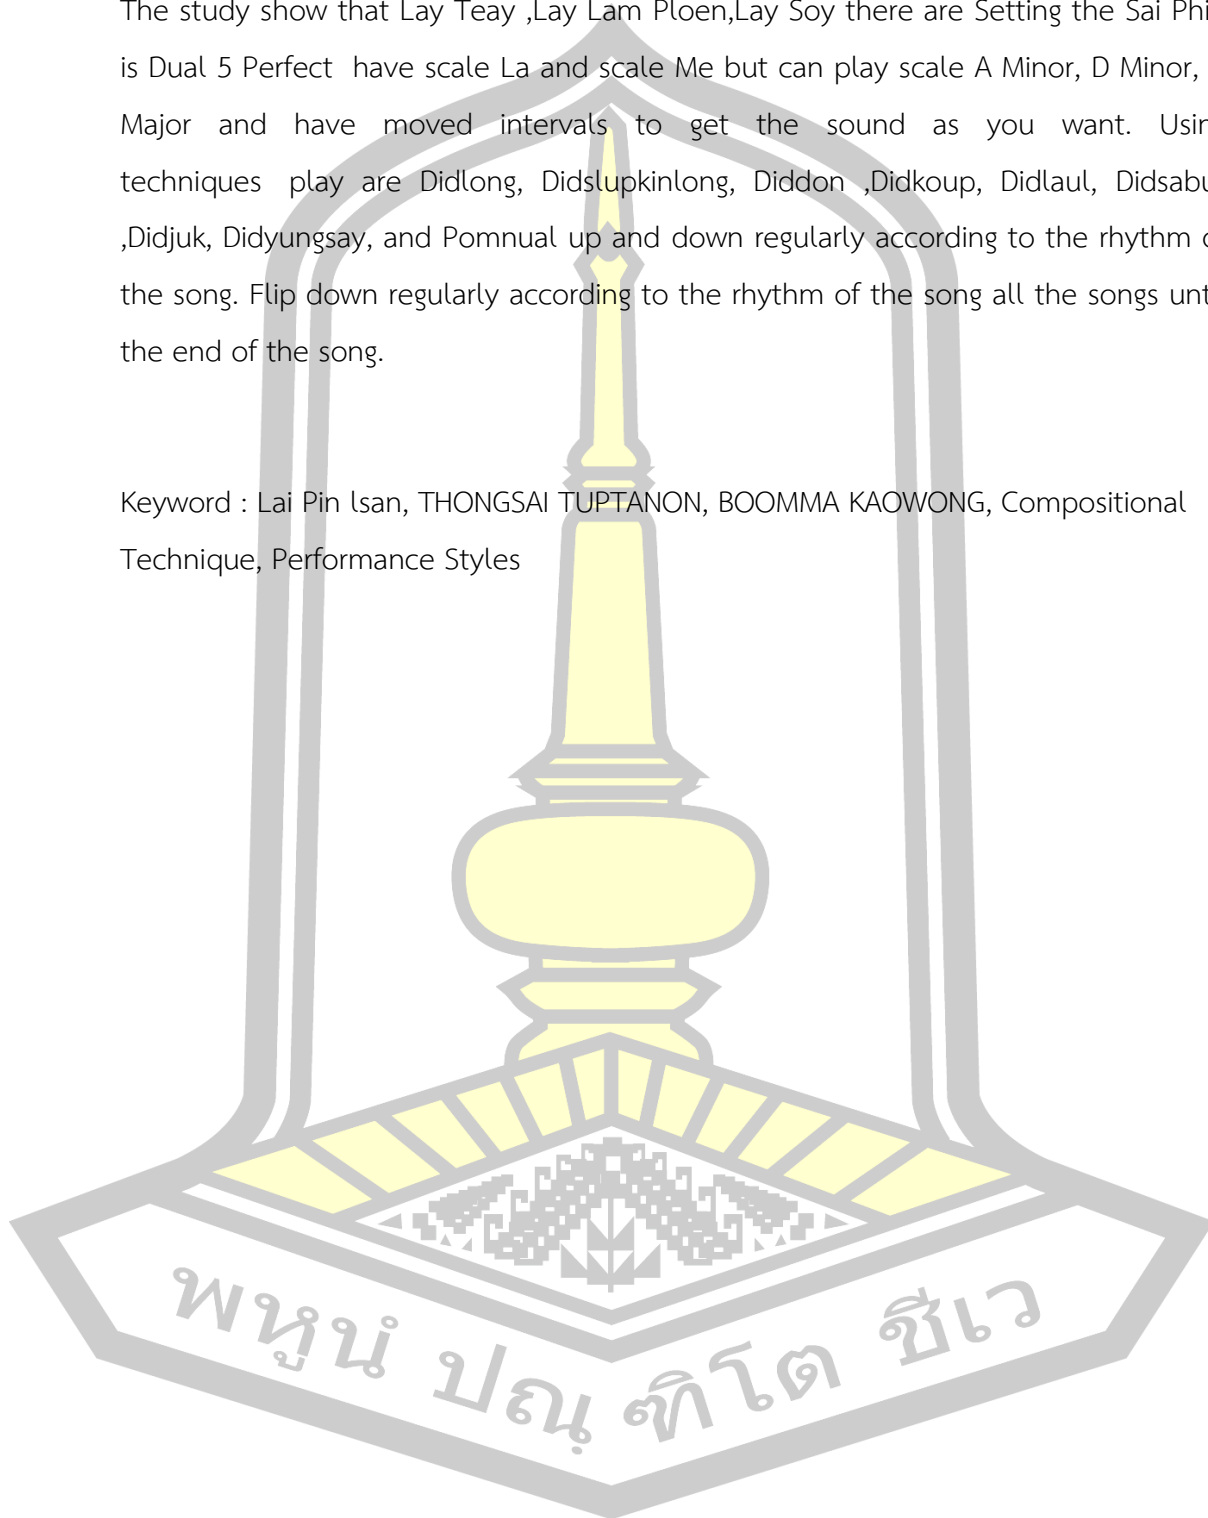 The study show that Lay Teay ,Lay Lam Ploen,Lay Soy there are Setting the Sai Phi
is Dual 5 Perfect have scale La and scale Me but can play scale A Minor, D Minor,
Major and have moved intervals to get the sound as you want. Usin
techniques play are Didlong, Didslupkinlong, Diddon ,Didkoup, Didlaul, Didsabu
,Didjuk, Didyungsay, and Pomnual up and down regularly according to the rhythm o
the song. Flip down regularly according to the rhythm of the song all the songs unt
the end of the song.
Keyword : Lai Pin lsan, THONGSAI TUPTANON, BOOMMA KAOWONG, Compositional
Technique, Performance Styles
พหูนํ ปณฺฑิโต ชีเว